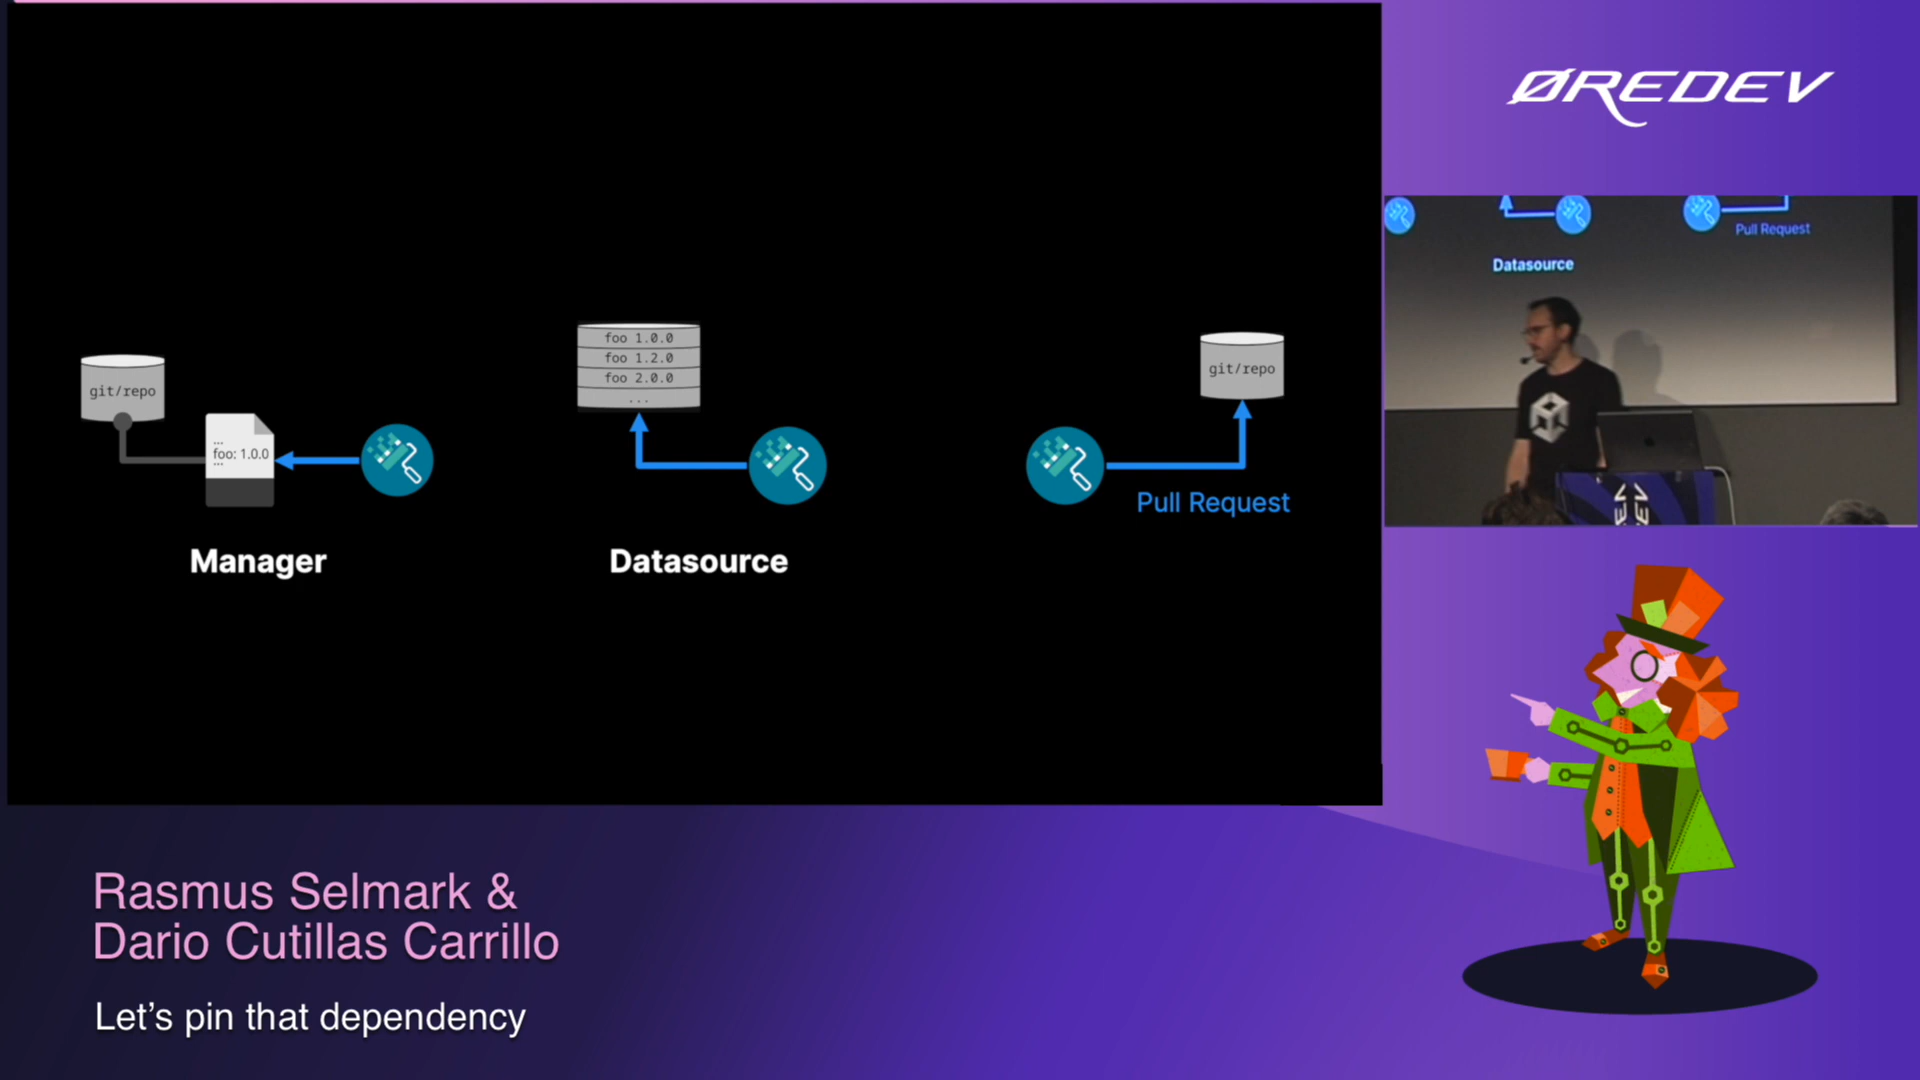 git/repo
...
foo: 1.0.0
...
Manager
foo 1.0.0
foo 1.2.0
foo 2.0.0
...
Datasource
git/repo
Pull Request
ØREDEV
Pull Request
Datasource
Rasmus Selmark &
Dario Cutillas Carrillo
Let’s pin that dependency